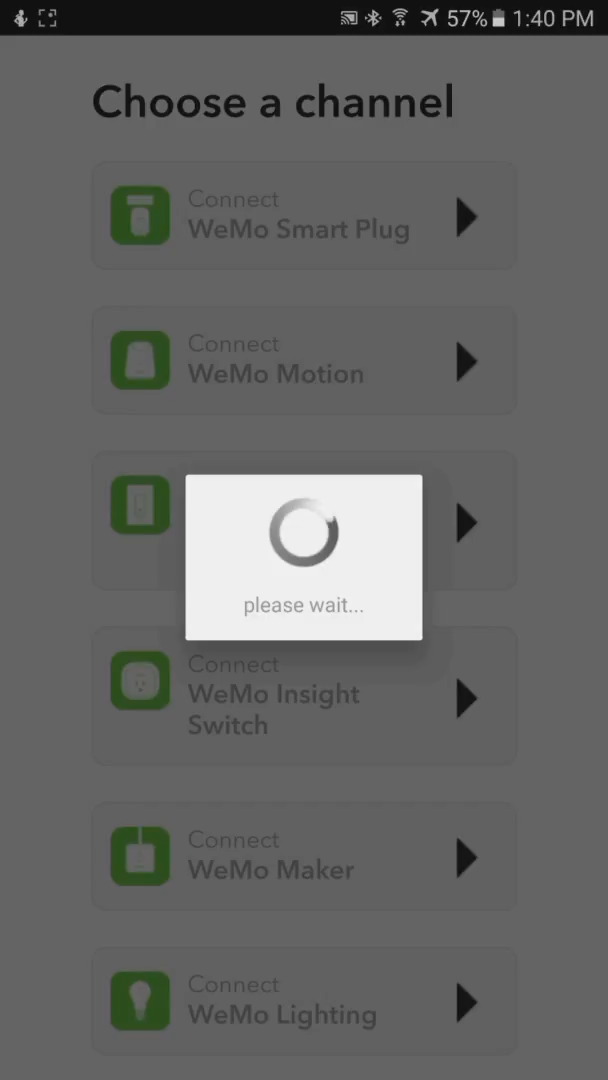 57% 1:40 PM
Choose a channel
Connect
WeMo Smart Plug
Connect
WeMo Motion
please wait...
Connect
WeMo Insight
Switch
Connect
WeMo Maker
Connect
WeMo Lighting